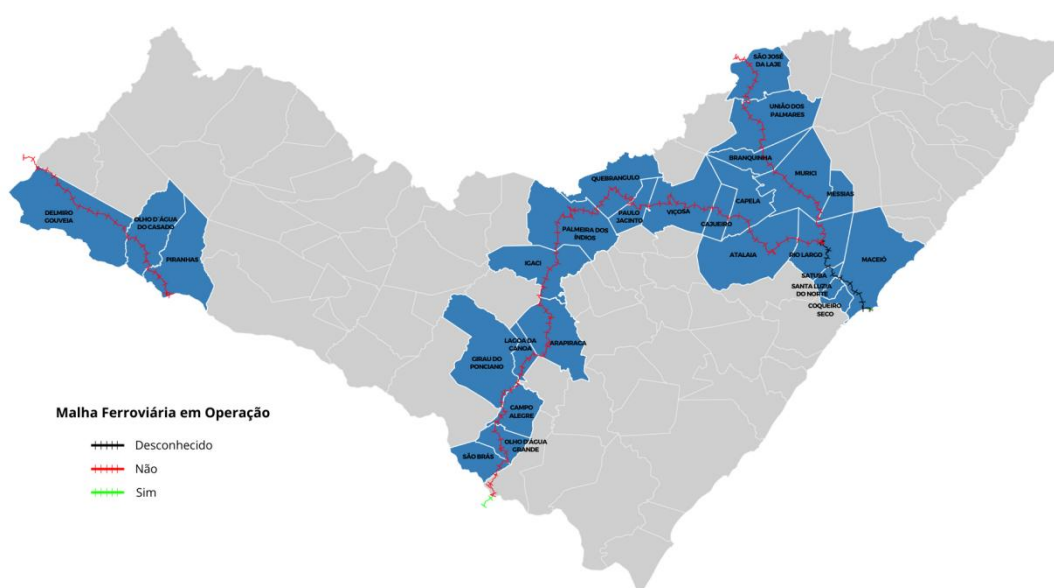 SÃO JOSÉ
DA LAJE
UNIÃO DOS
PALMARES
BRANQUINHA
MURICI
QUEBRANGULO
MESSIAS
CAPELA
PAULO
JACINTO
VIÇOSA
CAJUEIRO
DELMIRO
GOUVEIA
OLHO D´ÁGUA
DO CASADO
PALMEIRA DOS
ÍNDIOS
PIRANHAS
IGACI
ATALAIA
RIO LARGO
MACEIÓ
SATUBA
SANTA LUZIA
DO NORTE
COQUEIRO
SECO
LAGOA DA
CANOA
ARAPIRACA
GIRAU DO
PONCIANO
CAMPO
ALEGRE
OLHO D'ÁGUA
GRANDE
SÃO BRÁS
Malha Ferroviária em Operação
Desconhecido
Não
Sim